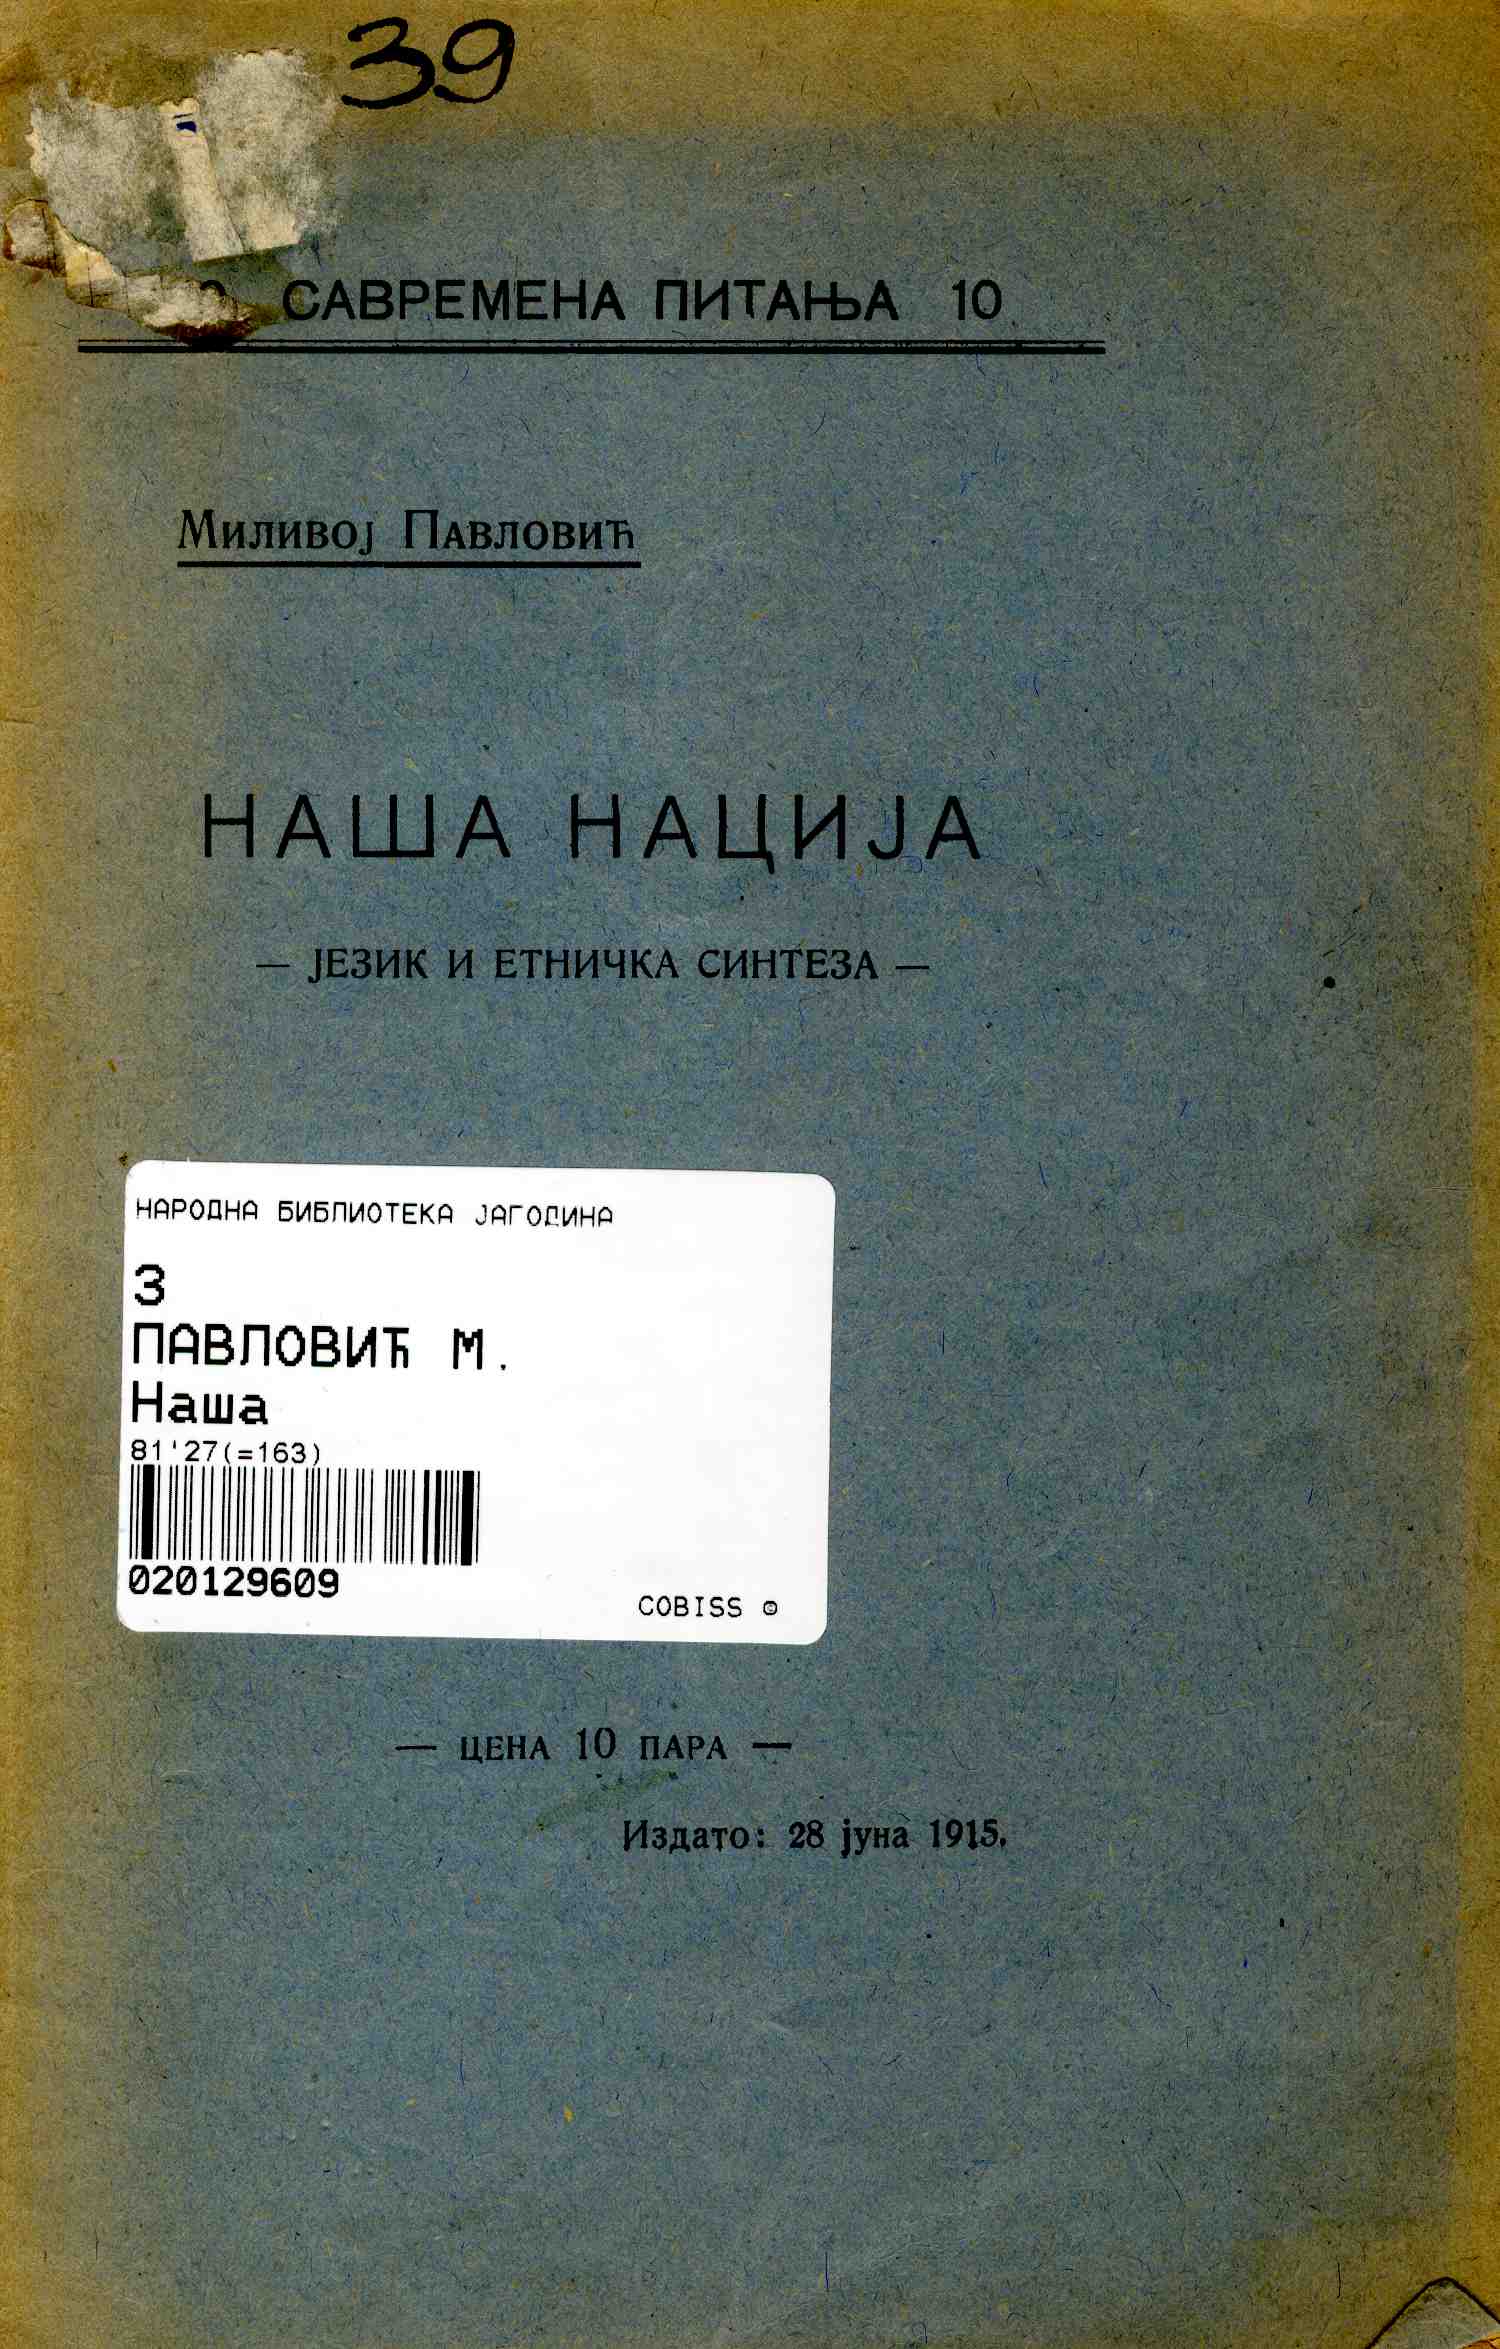 39
САВРЕМЕНА ПИТАЊА 10
Миливој Павловић
НАША НАЦИЈА
— ЈЕЗИК И ЕТНИЧКА СИНТЕЗА —
НАРОДНА БИБЛИОТЕКА ЈАГОДИНА
З
ПАВЛОВИЋ М.
Наша
81'27(=163)
020129609
COBISS ©
— ЦЕНА 10 ПАРА —
Издато: 28 јуна 1915.